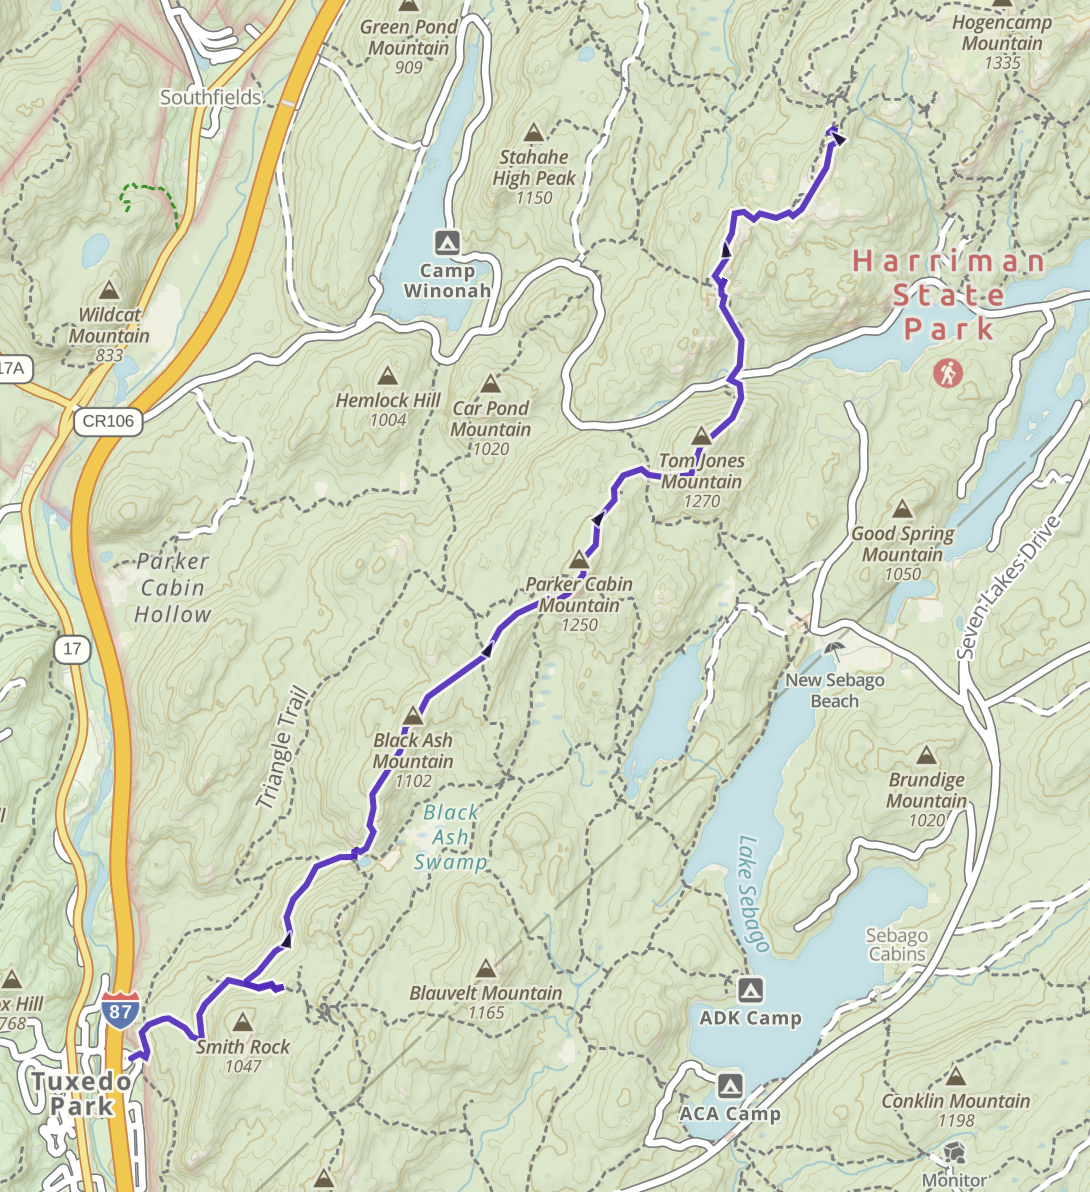 Green Pond
Mountain
909
Hogencamp
Mountain
1335
Southfields
Stahahe
High Peak
1150
Camp
Winonah
Harriman
State
Park
Wildcat
Mountain
833
17A
CR106
Hemlock Hill
1004
Car Pond
Mountain
1020
Tom Jones
Mountain
1270
Good Spring
Mountain
1050
Parker
Cabin
Hollow
Parker Cabin
Mountain
1250
Seven Lakes Drive
17
New Sebago
Beach
Triangle Trail
Black Ash
Mountain
1102
Brundige
Mountain
1020
Black
Ash
Swamp
Lake Sebago
Sebago
Cabins
Blauvelt Mountain
1165
ADK Camp
Hill
768
87
Smith Rock
1047
Tuxedo
Park
ACA Camp
Conklin Mountain
1198
Monitor